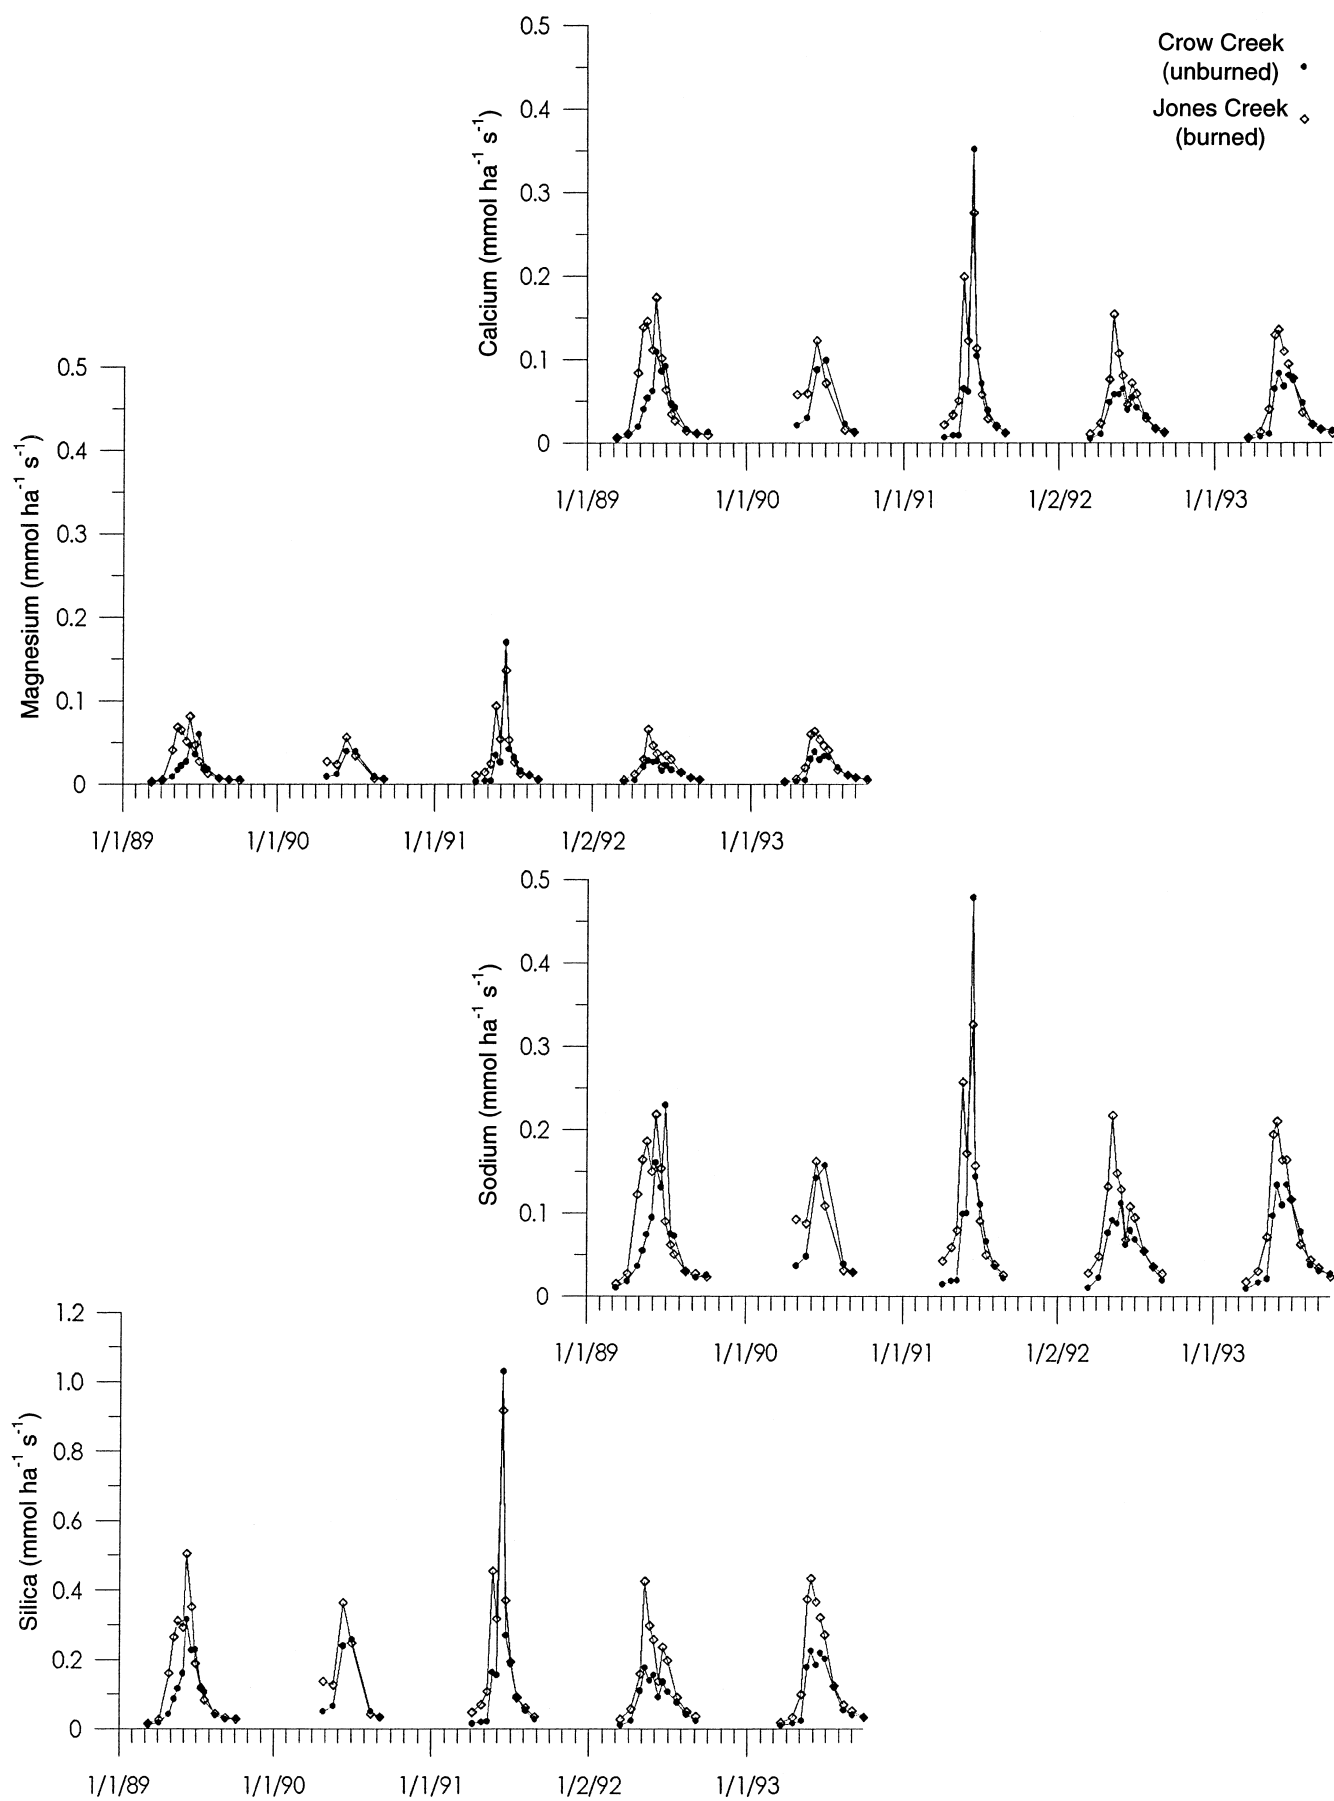 Crow Creek
(unburned)
Jones Creek
(burned)
Calcium (mmol ha⁻¹ s⁻¹)
0.5
0.4
0.3
0.2
0.1
0
1/1/89 1/1/90 1/1/91 1/2/92 1/1/93
Magnesium (mmol ha⁻¹ s⁻¹)
0.5
0.4
0.3
0.2
0.1
0
1/1/89 1/1/90 1/1/91 1/2/92 1/1/93
Sodium (mmol ha⁻¹ s⁻¹)
0.5
0.4
0.3
0.2
0.1
0
1/1/89 1/1/90 1/1/91 1/2/92 1/1/93
Silica (mmol ha⁻¹ s⁻¹)
1.2
1.0
0.8
0.6
0.4
0.2
0
1/1/89 1/1/90 1/1/91 1/2/92 1/1/93